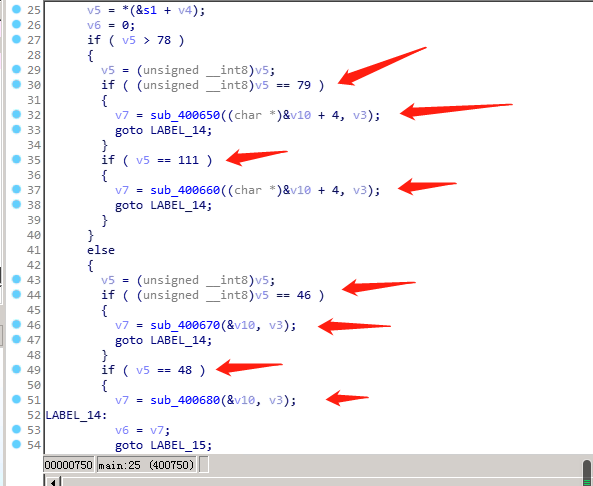 25 v5 = *(&s1 + v4);
26 v6 = 0;
27 if ( v5 > 78 )
28 {
29 v5 = (unsigned __int8)v5;
30 if ( (unsigned __int8)v5 == 79 )
31 {
32 v7 = sub_400650((char *)&v10 + 4, v3);
33 goto LABEL_14;
34 }
35 if ( v5 == 111 )
36 {
37 v7 = sub_400660((char *)&v10 + 4, v3);
38 goto LABEL_14;
39 }
40 }
41 else
42 {
43 v5 = (unsigned __int8)v5;
44 if ( (unsigned __int8)v5 == 46 )
45 {
46 v7 = sub_400670(&v10, v3);
47 goto LABEL_14;
48 }
49 if ( v5 == 48 )
50 {
51 v7 = sub_400680(&v10, v3);
52 LABEL_14:
53 v6 = v7;
54 goto LABEL_15;
00000750 main:25 (400750)